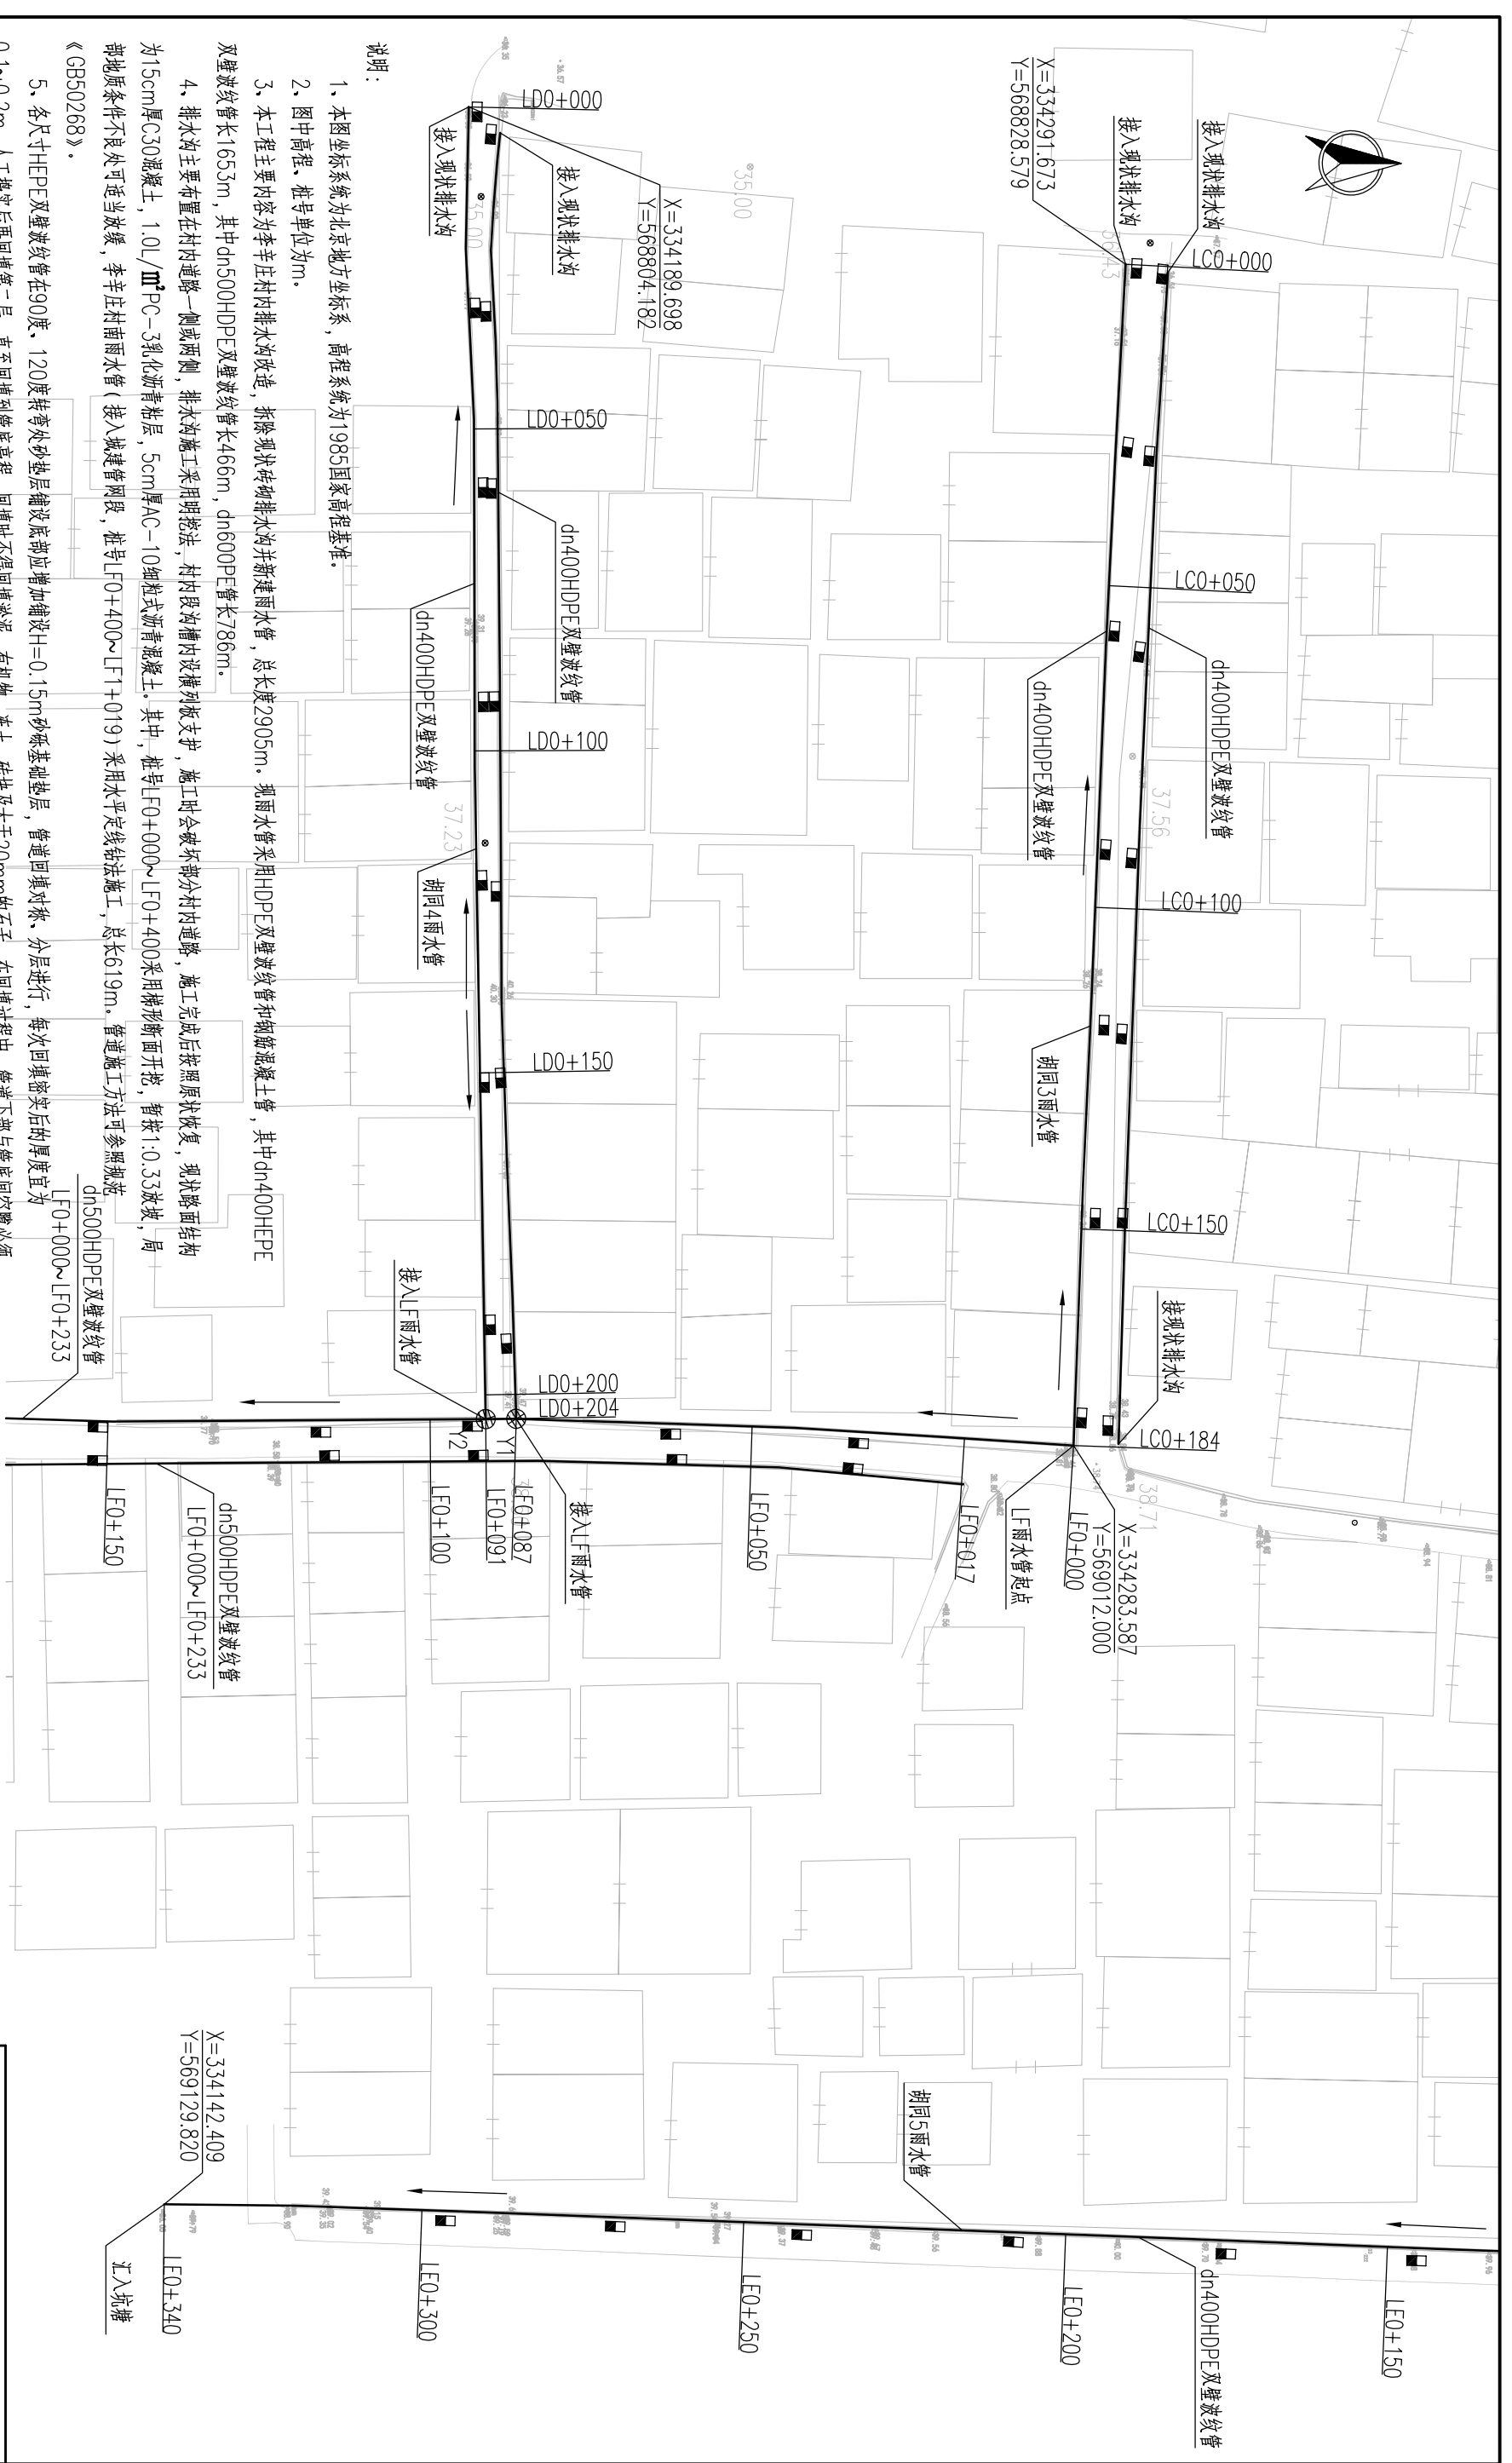 接入现状排水沟
接入现状排水沟
X=334291.673
Y=568828.579
LC0+000
36.43
LC0+050
dn400HDPE双壁波纹管
dn400HDPE双壁波纹管
37.56
LC0+100
胡同3雨水管
LC0+150
接现状排水沟
LC0+184
38.71
X=334283.587
Y=569012.000
LF0+000
LF雨水管起点
LF0+017
LF0+050
接入LF雨水管
LF0+087
LF0+091
Y1
Y2
LF0+100
dn500HDPE双壁波纹管
LF0+000~LF0+233
LF0+150
dn500HDPE双壁波纹管
LF0+000~LF0+233
LD0+000
接入现状排水沟
接入现状排水沟
X=334189.698
Y=568804.182
35.00
35.00
LD0+050
dn400HDPE双壁波纹管
dn400HDPE双壁波纹管
LD0+100
37.23
胡同4雨水管
LD0+150
接入LF雨水管
LD0+200
LD0+204
LE0+150
dn400HDPE双壁波纹管
LE0+200
胡同5雨水管
LE0+250
LE0+300
LE0+340
X=334142.409
Y=569129.820
汇入坑塘
说明：
1、本图坐标系统为北京地方坐标系，高程系统为1985国家高程基准。
2、图中高程、桩号单位为m。
3、本工程主要内容为李辛庄村内排水沟改造，拆除现状砖砌排水沟并新建雨水管，总长度2905m。现雨水管采用HDPE双壁波纹管和钢筋混凝土管，其中dn400HEPE
双壁波纹管长1653m，其中dn500HDPE双壁波纹管长466m，dn600PE管长786m。
4、排水沟主要布置在村内道路一侧或两侧，排水沟施工采用明挖法，村内段沟槽内设横列板支护，施工时会破坏部分村内道路，施工完成后按照原状恢复，现状路面结构
为15cm厚C30混凝土，1.0L/㎡PC-3乳化沥青粘层，5cm厚AC-10细粒式沥青混凝土。其中，桩号LF0+000~LF0+400采用梯形断面开挖，暂按1:0.33放坡，局
部地质条件不良处可适当放缓，李辛庄村南雨水管（接入城建管网段，桩号LF0+400~LF1+019）采用水平定线钻法施工，总长619m。管道施工方法可参照规范
《GB50268》。
5、各尺寸HEPE双壁波纹管在90度、120度转弯处砂垫层铺设底部应增加铺设H=0.15m砂砾基础垫层，管道回填对称、分层进行，每次回填密实后的厚度宜为